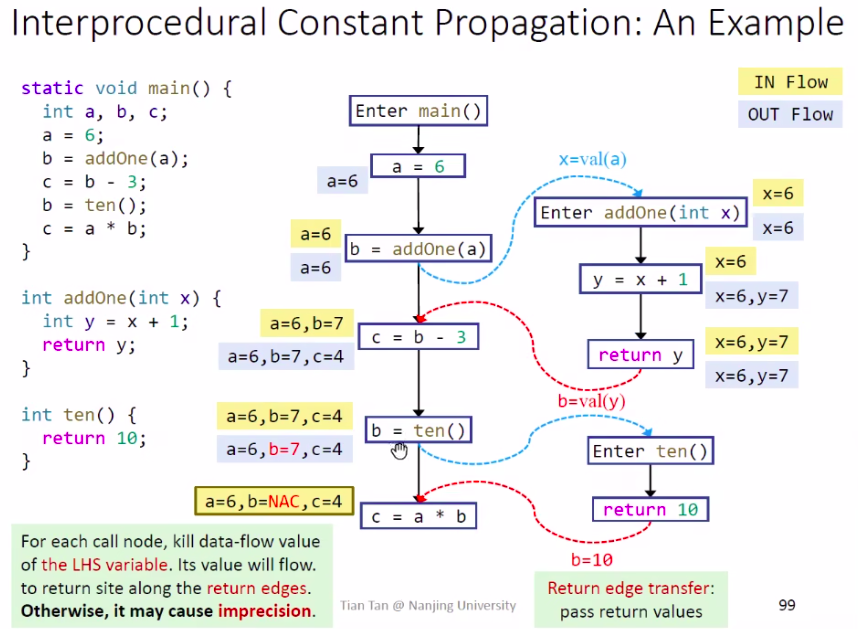 Interprocedural Constant Propagation: An Example
static void main() {
int a, b, c;
a = 6;
b = addOne(a);
c = b - 3;
b = ten();
c = a * b;
}
int addOne(int x) {
int y = x + 1;
return y;
}
int ten() {
return 10;
}
IN Flow
OUT Flow
Enter main()
a = 6
a=6
x=val(a)
a=6
b = addOne(a)
a=6
Enter addOne(int x)
x=6
x=6
y = x + 1
x=6
x=6,y=7
a=6,b=7
c = b - 3
a=6,b=7,c=4
return y
x=6,y=7
x=6,y=7
b=val(y)
a=6,b=7,c=4
b = ten()
a=6,b=7,c=4
Enter ten()
a=6,b=NAC,c=4
c = a * b
return 10
b=10
For each call node, kill data-flow value
of the LHS variable. Its value will flow.
to return site along the return edges.
Otherwise, it may cause imprecision.
Tian Tan @ Nanjing University
Return edge transfer:
pass return values
99